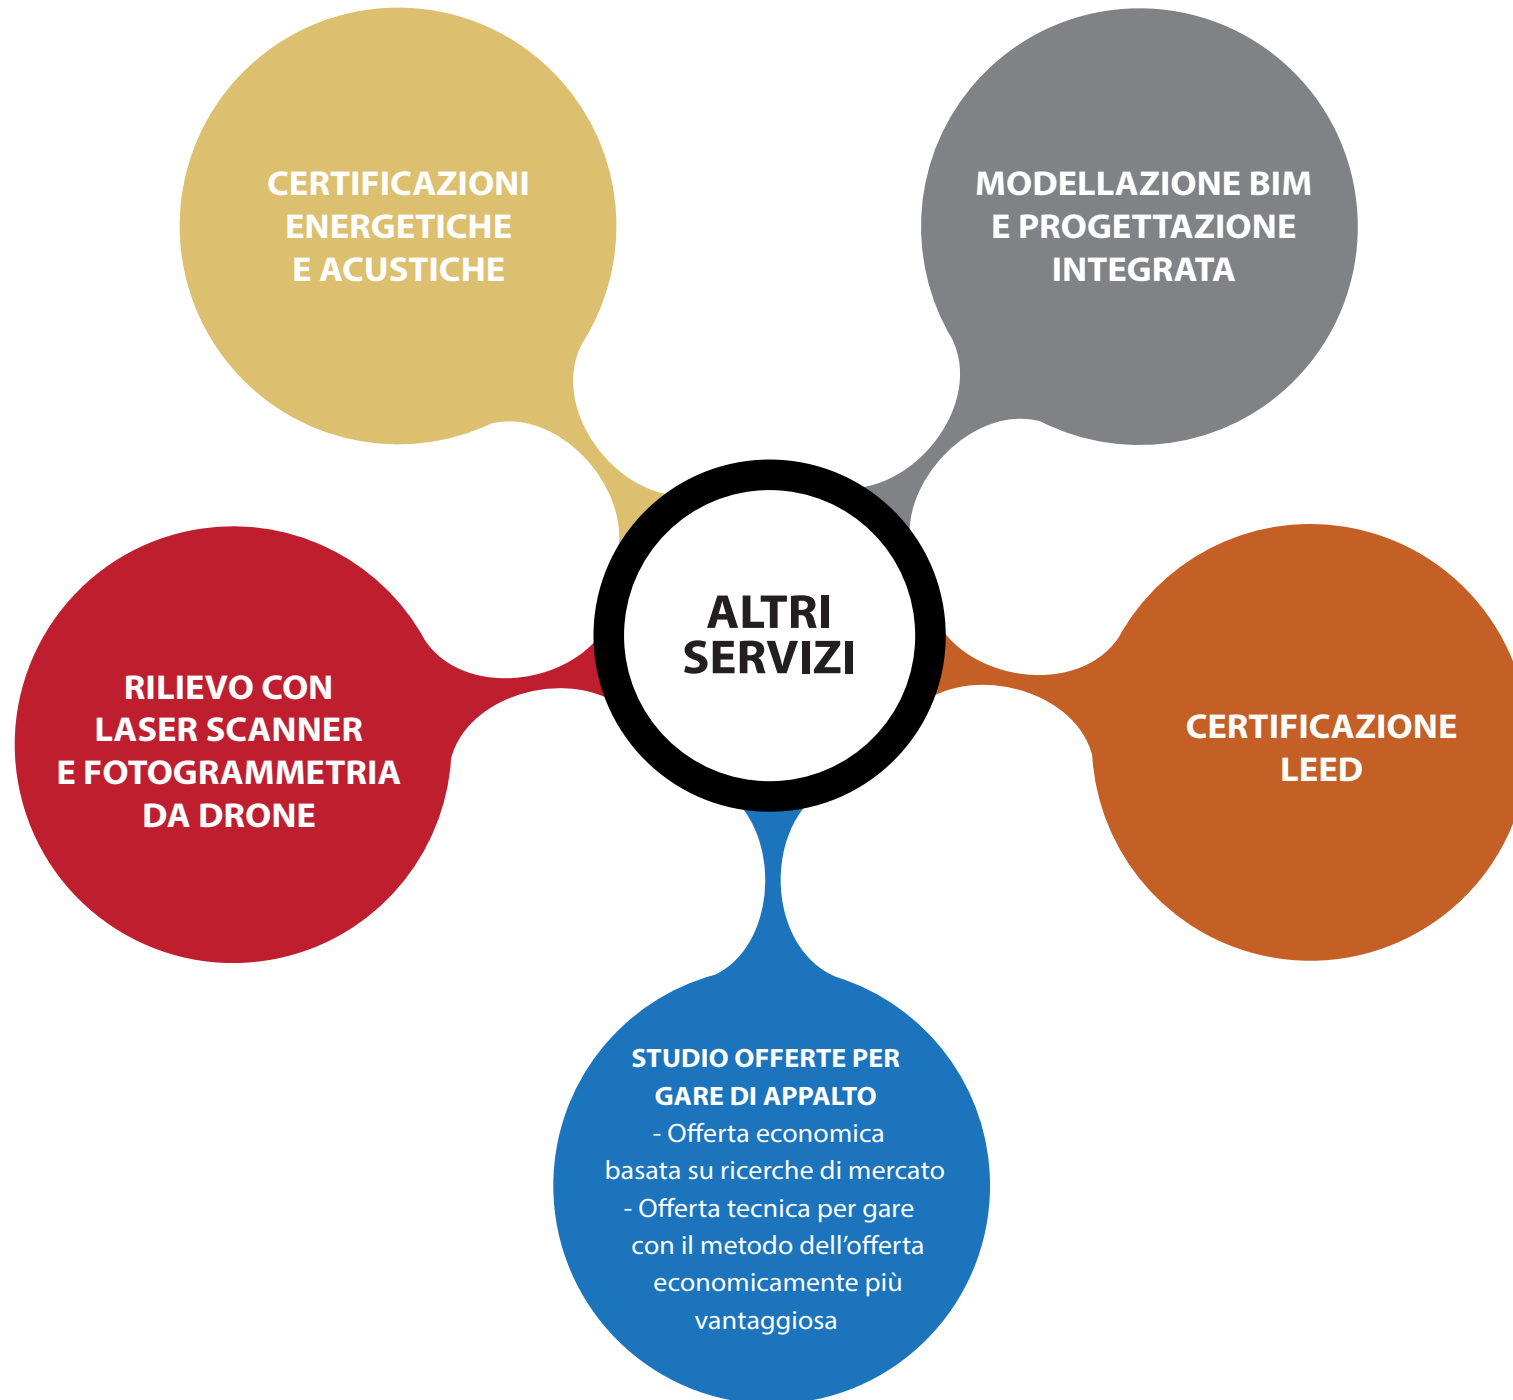 CERTIFICAZIONI
ENERGETICHE
E ACUSTICHE
MODELLAZIONE BIM
E PROGETTAZIONE
INTEGRATA
ALTRI
SERVIZI
RILIEVO CON
LASER SCANNER
E FOTOGRAMMETRIA
DA DRONE
CERTIFICAZIONE
LEED
STUDIO OFFERTE PER
GARE DI APPALTO
- Offerta economica
basata su ricerche di mercato
- Offerta tecnica per gare
con il metodo dell’offerta
economicamente più
vantaggiosa